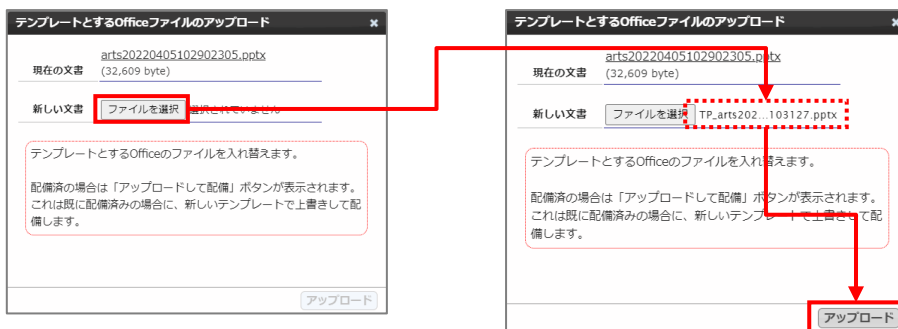 テンプレートとするOfficeファイルのアップロード ×
現在の文書 arts20220405102902305.pptx
(32,609 byte)
新しい文書 ファイルを選択 選択されていません
テンプレートとするOfficeのファイルを入れ替えます。
配備済の場合は「アップロードして配備」ボタンが表示されます。
これは既に配備済みの場合に、新しいテンプレートで上書きして配
備します。
アップロード
テンプレートとするOfficeファイルのアップロード ×
現在の文書 arts20220405102902305.pptx
(32,609 byte)
新しい文書 ファイルを選択 TP_arts202...103127.pptx
テンプレートとするOfficeのファイルを入れ替えます。
配備済の場合は「アップロードして配備」ボタンが表示されます。
これは既に配備済みの場合に、新しいテンプレートで上書きして配
備します。
アップロード